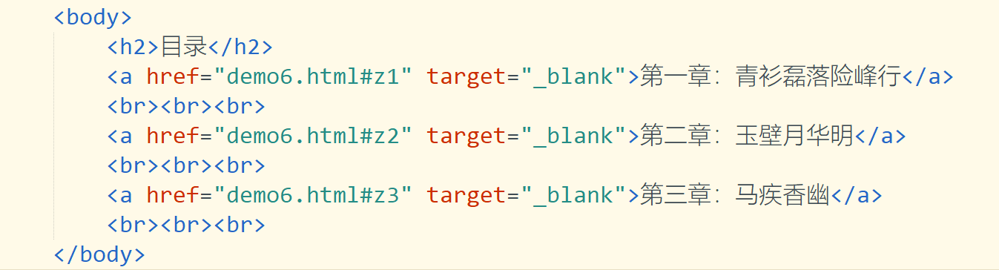 <body>
<h2>目录</h2>
<a href="demo6.html#z1" target="_blank">第一章：青衫磊落险峰行</a>
<br><br><br>
<a href="demo6.html#z2" target="_blank">第二章：玉壁月华明</a>
<br><br><br>
<a href="demo6.html#z3" target="_blank">第三章：马疾香幽</a>
<br><br><br>
</body>